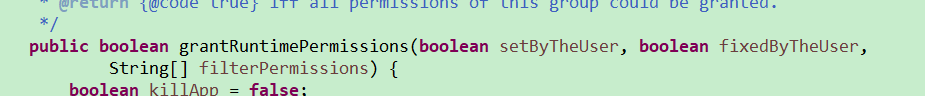 * @return {@code true} iff all permissions of this group could be granted.
*/
public boolean grantRuntimePermissions(boolean setByTheUser, boolean fixedByTheUser,
String[] filterPermissions) {
boolean killApp = false;